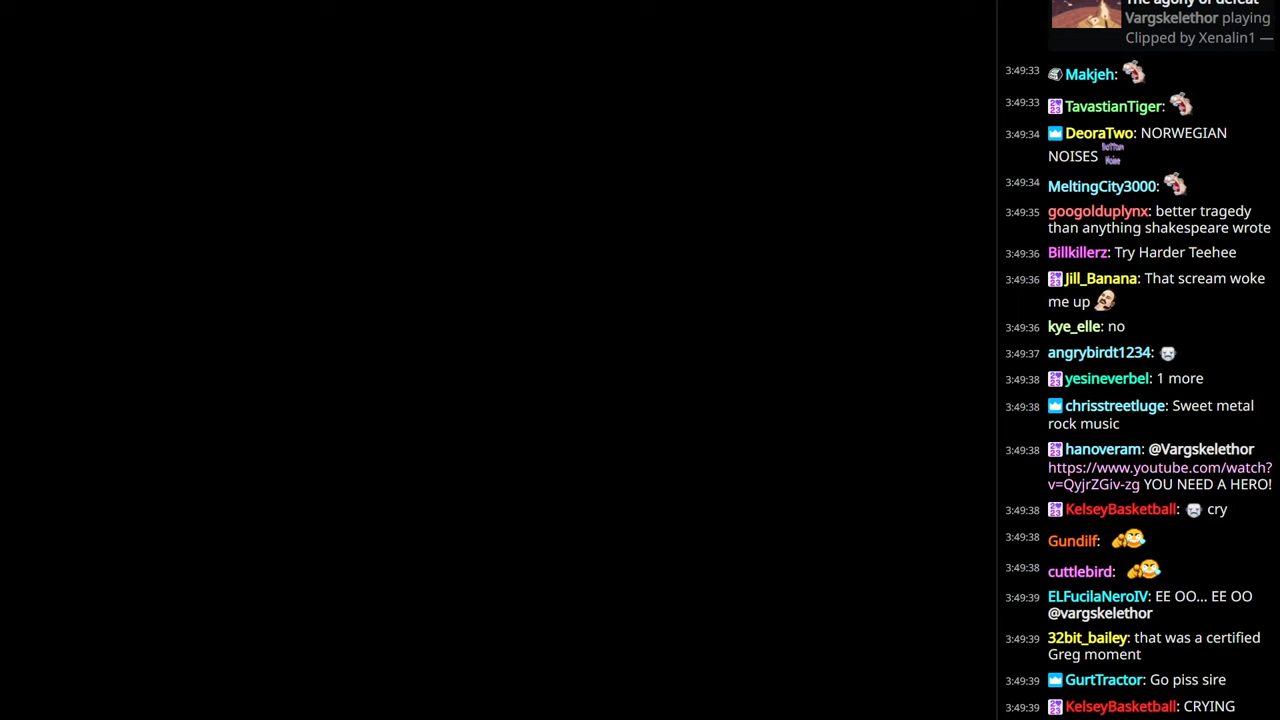 The agony of defeat
Vargskelethor playing
Clipped by Xenalin1 —
3:49:33 Makjeh:
3:49:33 TavastianTiger:
3:49:34 DeoraTwo: NORWEGIAN
NOISES
3:49:34 MeltingCity3000:
3:49:35 googolduplynx: better tragedy
than anything shakespeare wrote
3:49:36 Billkillerz: Try Harder Teehee
3:49:36 Jill_Banana: That scream woke
me up
3:49:36 kye_elle: no
3:49:37 angrybirdt1234:
3:49:38 yesineverbel: 1 more
3:49:38 chrisstreetluge: Sweet metal
rock music
3:49:38 hanoveram: @Vargskelethor
https://www.youtube.com/watch?
v=QyjrZGiv-zg YOU NEED A HERO!
3:49:38 KelseyBasketball: cry
3:49:38 Gundilf:
3:49:38 cuttlebird:
3:49:39 ELFucilaNeroIV: EE OO... EE OO
@vargskelethor
3:49:39 32bit_bailey: that was a certified
Greg moment
3:49:39 GurtTractor: Go piss sire
3:49:39 KelseyBasketball: CRYING